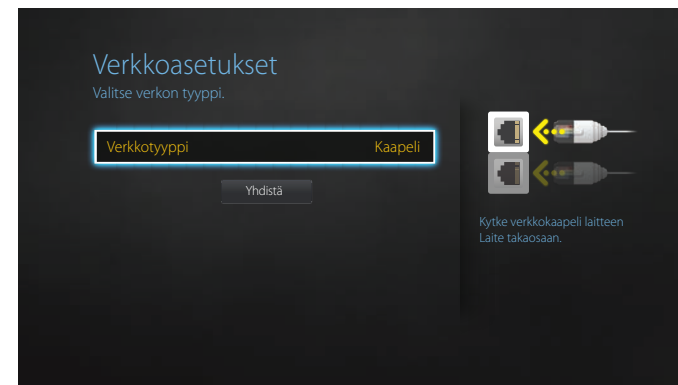 Verkkoasetukset
Valitse verkon tyyppi.
Verkkotyyppi Kaapeli
Yhdistä
Kytke verkkokaapeli laitteen
Laite takaosaan.